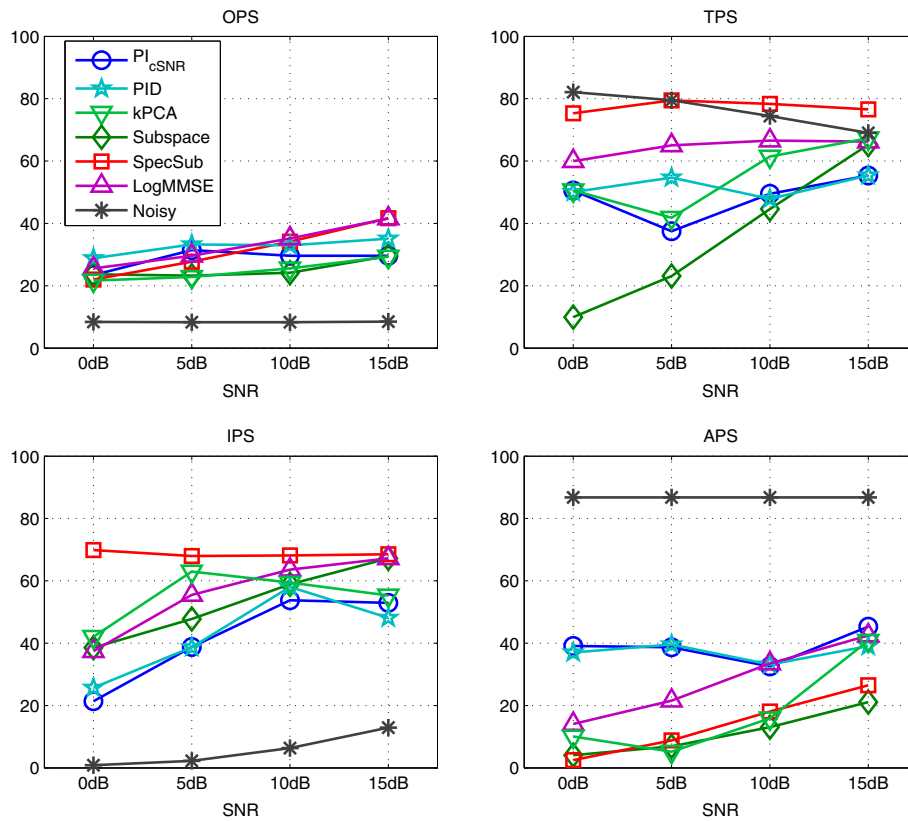 OPS
100
80
60
40
20
0
PI_cSNR
PID
kPCA
Subspace
SpecSub
LogMMSE
Noisy
0dB 5dB 10dB 15dB
SNR
TPS
100
80
60
40
20
0
0dB 5dB 10dB 15dB
SNR
IPS
100
80
60
40
20
0
0dB 5dB 10dB 15dB
SNR
APS
100
80
60
40
20
0
0dB 5dB 10dB 15dB
SNR